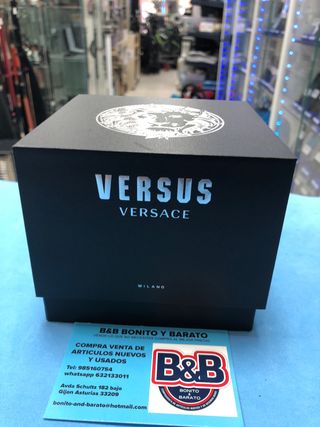 VERSUS
VERSACE
MILANO
B&B BONITO Y BARATO
COMPRA VENTA DE
ARTICULOS NUEVOS
Y USADOS
Tel: 985160754
whatsapp 632133011
Avda Schultz 182 bajo
Gijon Asturias 33209
bonito-and-barato@hotmail.com
B&B
BONITO
Y
BARATO